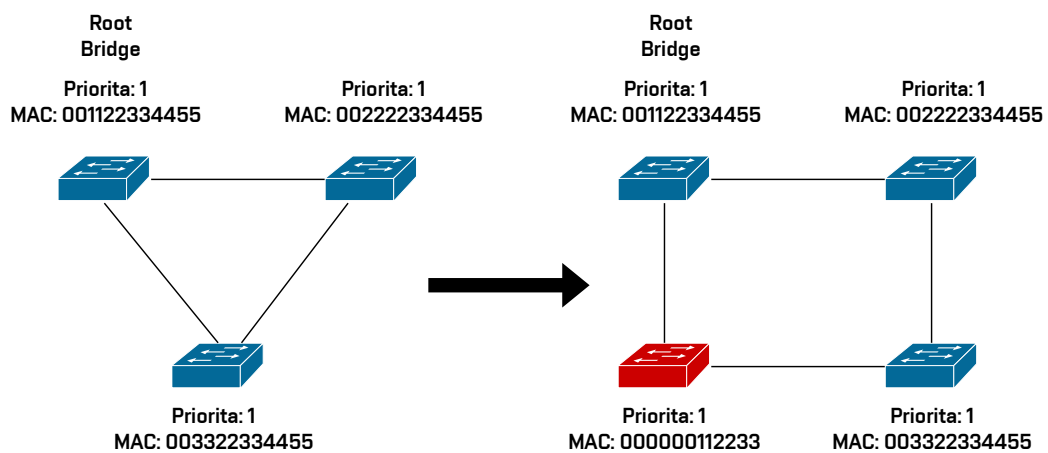 Root
Bridge
Priorita: 1
MAC: 001122334455
Priorita: 1
MAC: 002222334455
Priorita: 1
MAC: 003322334455
Root
Bridge
Priorita: 1
MAC: 001122334455
Priorita: 1
MAC: 002222334455
Priorita: 1
MAC: 000000112233
Priorita: 1
MAC: 003322334455